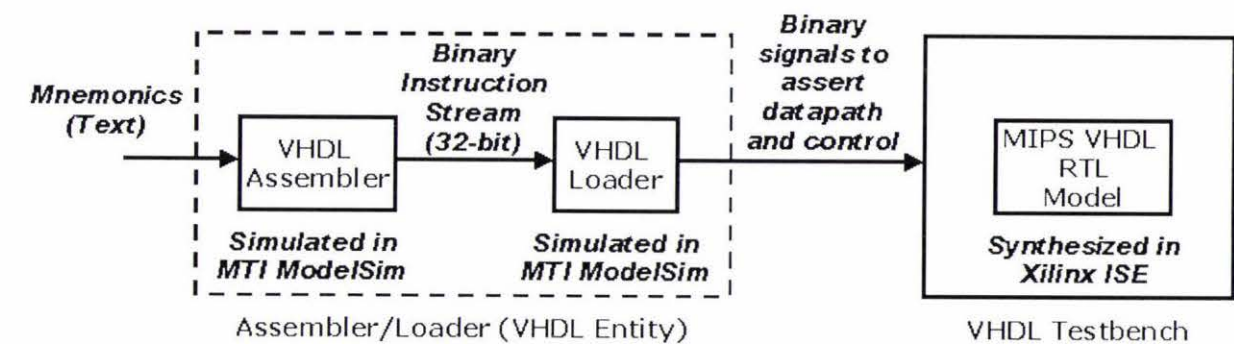 Mnemonics
(Text)
VHDL
Assembler
Simulated in
MTI ModelSim
Binary
Instruction
Stream
(32-bit)
VHDL
Loader
Simulated in
MTI ModelSim
Assembler/Loader (VHDL Entity)
Binary
signals to
assert
datapath
and control
MIPS VHDL
RTL
Model
Synthesized in
Xilinx ISE
VHDL Testbench